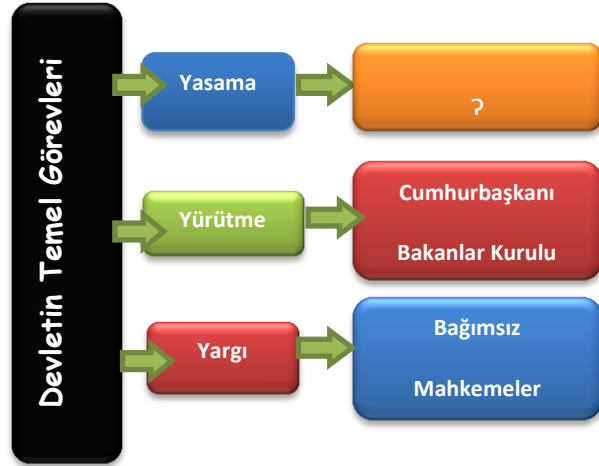 Devletin Temel Görevleri
Yasama
?
Yürütme
Cumhurbaşkanı
Bakanlar Kurulu
Yargı
Bağımsız
Mahkemeler